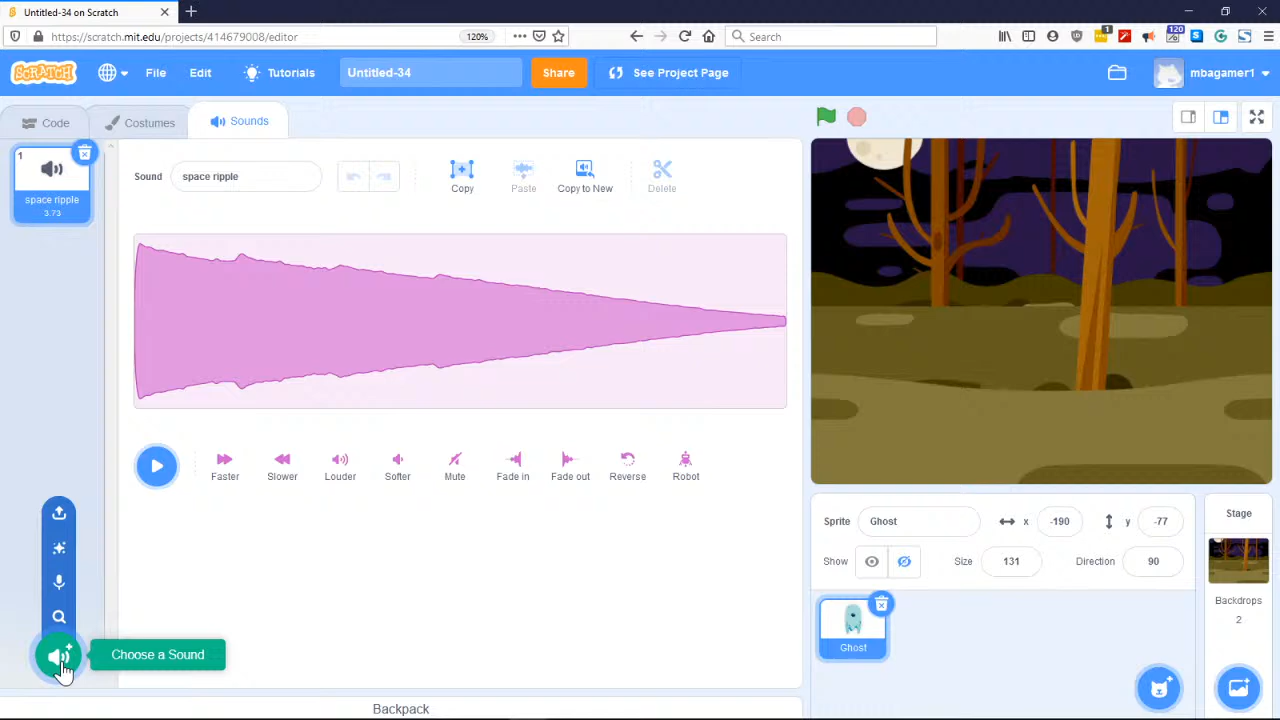 Untitled-34 on Scratch
https://scratch.mit.edu/projects/414679008/editor
120%
Search
1
120
SCRATCH
File
Edit
Tutorials
Untitled-34
Share
See Project Page
mbagamer1
Code
Costumes
Sounds
1
space ripple
3.73
Sound
space ripple
Copy
Paste
Copy to New
Delete
Faster
Slower
Louder
Softer
Mute
Fade in
Fade out
Reverse
Robot
Choose a Sound
Backpack
Sprite
Ghost
x
-190
y
-77
Show
Size
131
Direction
90
Ghost
Stage
Backdrops
2